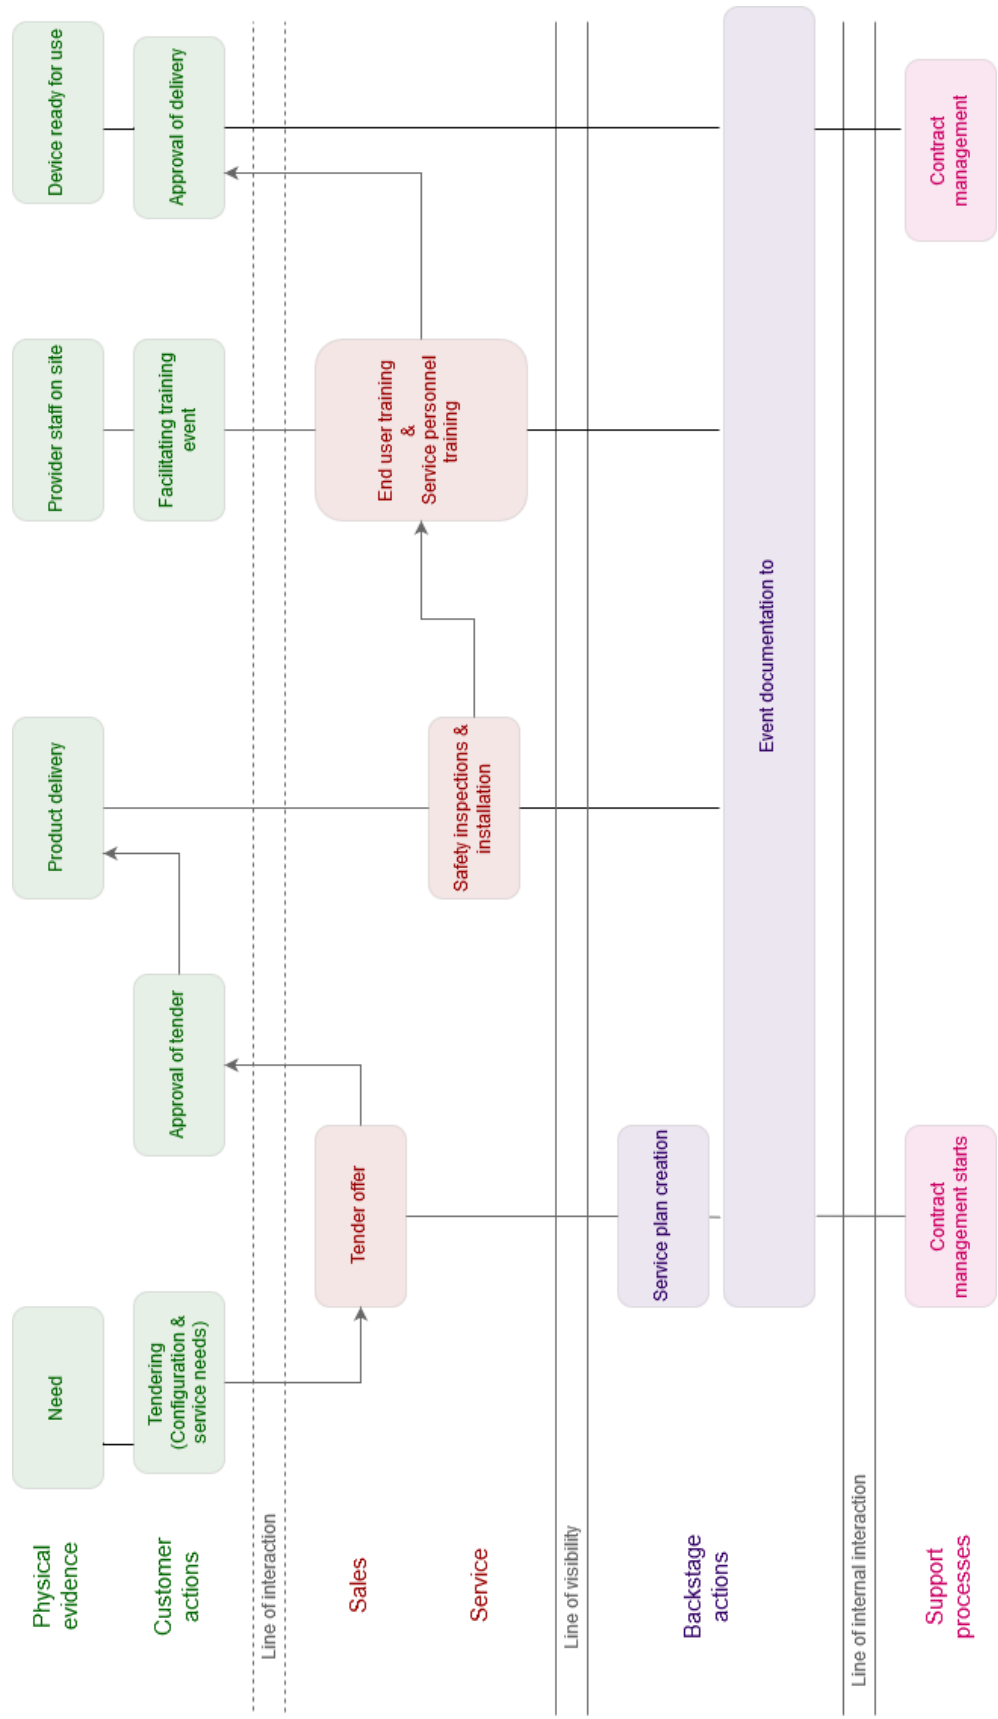 Physical
evidence
Need
Product delivery
Provider staff on site
Device ready for use
Customer
actions
Tendering
(Configuration &
service needs)
Approval of tender
Facilitating training
event
Approval of delivery
Line of interaction
Sales
Tender offer
End user training
&
Service personnel
training
Service
Safety inspections &
installation
Line of visibility
Backstage
actions
Service plan creation
Event documentation to
Line of internal interaction
Support
processes
Contract
management starts
Contract
management